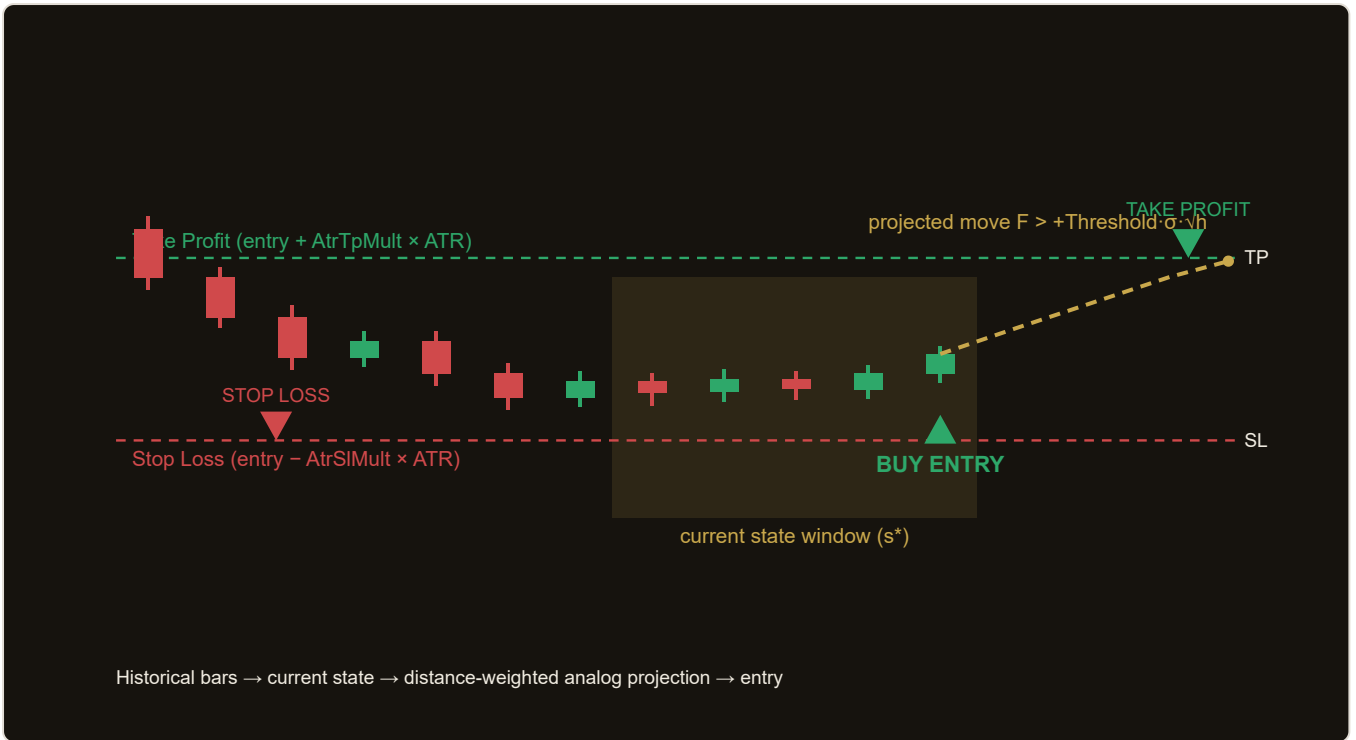 TAKE PROFIT
projected move F > +Threshold·σ·√h
e Profit (entry + AtrTpMult × ATR)
TP
STOP LOSS
SL
Stop Loss (entry − AtrSlMult × ATR)
BUY ENTRY
current state window (s*)
Historical bars → current state → distance-weighted analog projection → entry